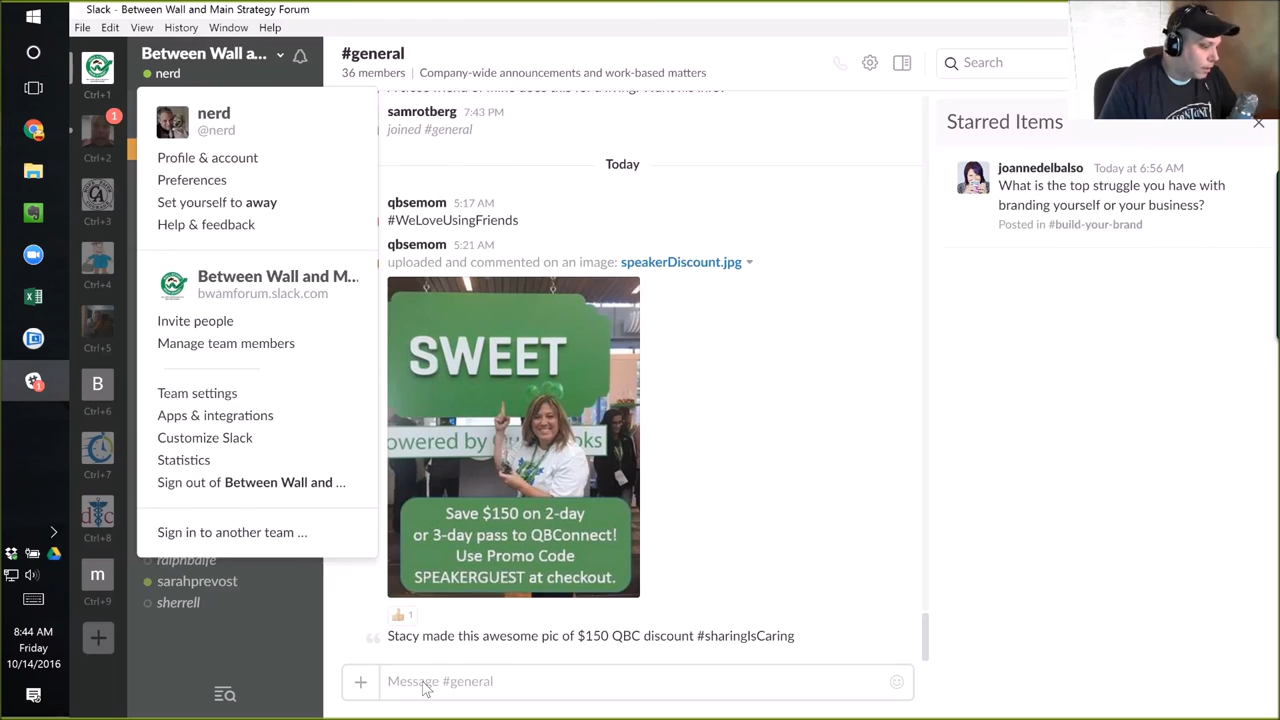 Slack - Between Wall and Main Strategy Forum
File Edit View History Window Help
Between Wall a...
nerd
Ctrl+1
1
Ctrl+2
Ctrl+3
Ctrl+4
Ctrl+5
B
Ctrl+6
Ctrl+7
Ctrl+8
m
Ctrl+9
nerd
@nerd
Profile & account
Preferences
Set yourself to away
Help & feedback
Between Wall and M...
bwamforum.slack.com
Invite people
Manage team members
Team settings
Apps & integrations
Customize Slack
Statistics
Sign out of Between Wall and ...
Sign in to another team ...
ralphbalfe
sarahprevost
sherrell
#general
36 members Company-wide announcements and work-based matters
samrotberg 7:43 PM
joined #general
Today
qbsemom 5:17 AM
#WeLoveUsingFriends
qbsemom 5:21 AM
uploaded and commented on an image: speakerDiscount.jpg
SWEET
Save $150 on 2-day
or 3-day pass to QBConnect!
Use Promo Code
SPEAKERGUEST at checkout.
1
Stacy made this awesome pic of $150 QBC discount #sharingIsCaring
Message #general
Search
Starred Items
joannedelbalso Today at 6:56 AM
What is the top struggle you have with
branding yourself or your business?
Posted in #build-your-brand
8:44 AM
Friday
10/14/2016
1